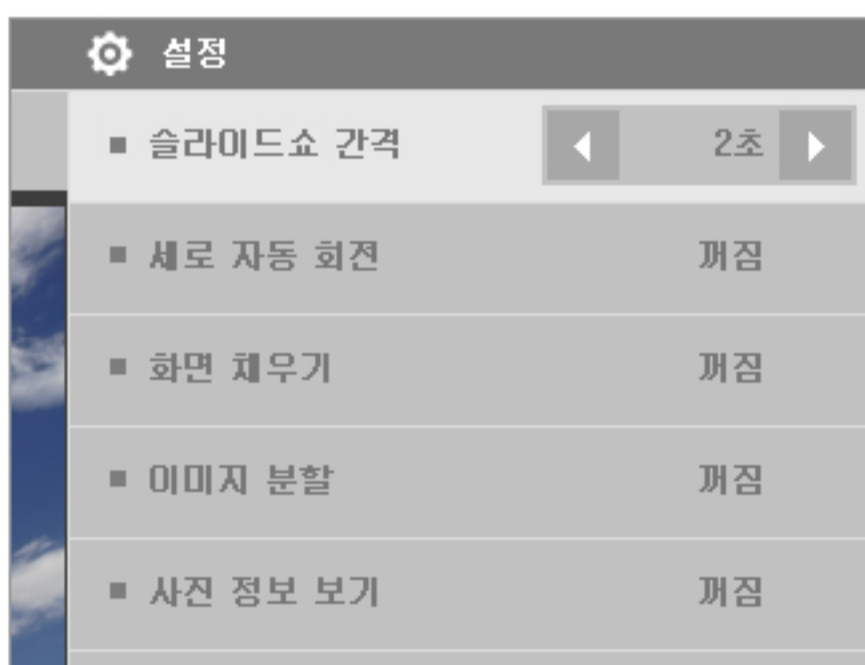 설정
슬라이드쇼 간격 2초
세로 자동 회전 꺼짐
화면 채우기 꺼짐
이미지 분할 꺼짐
사진 정보 보기 꺼짐